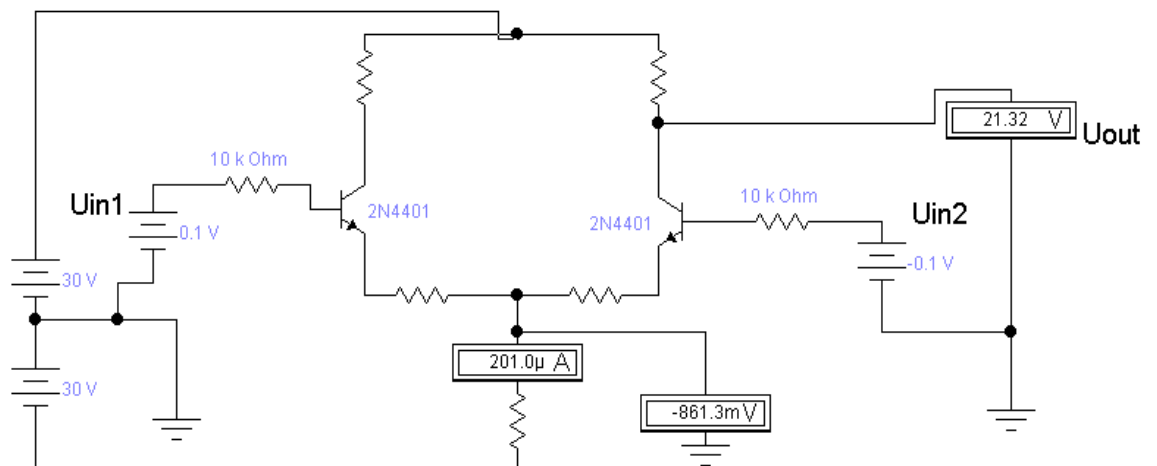 21.32 V
Uout
10 k Ohm
10 k Ohm
Uin1
2N4401
2N4401
Uin2
0.1 V
-0.1 V
30 V
201.0µ A
30 V
-861.3m V